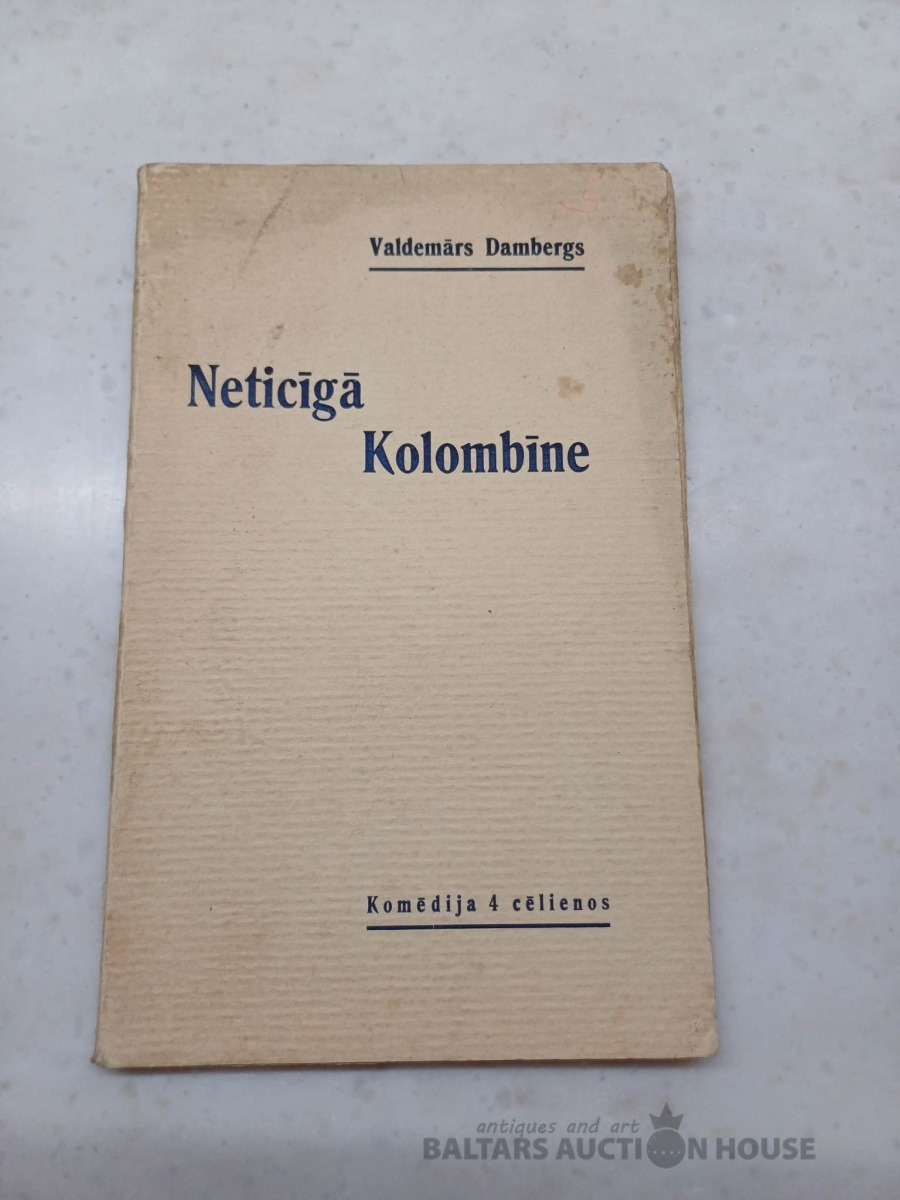 Valdemārs Dambergs
Neticīgā
Kolombīne
Komēdija 4 cēlienos
antiques and art
BALTARS AUCTION HOUSE